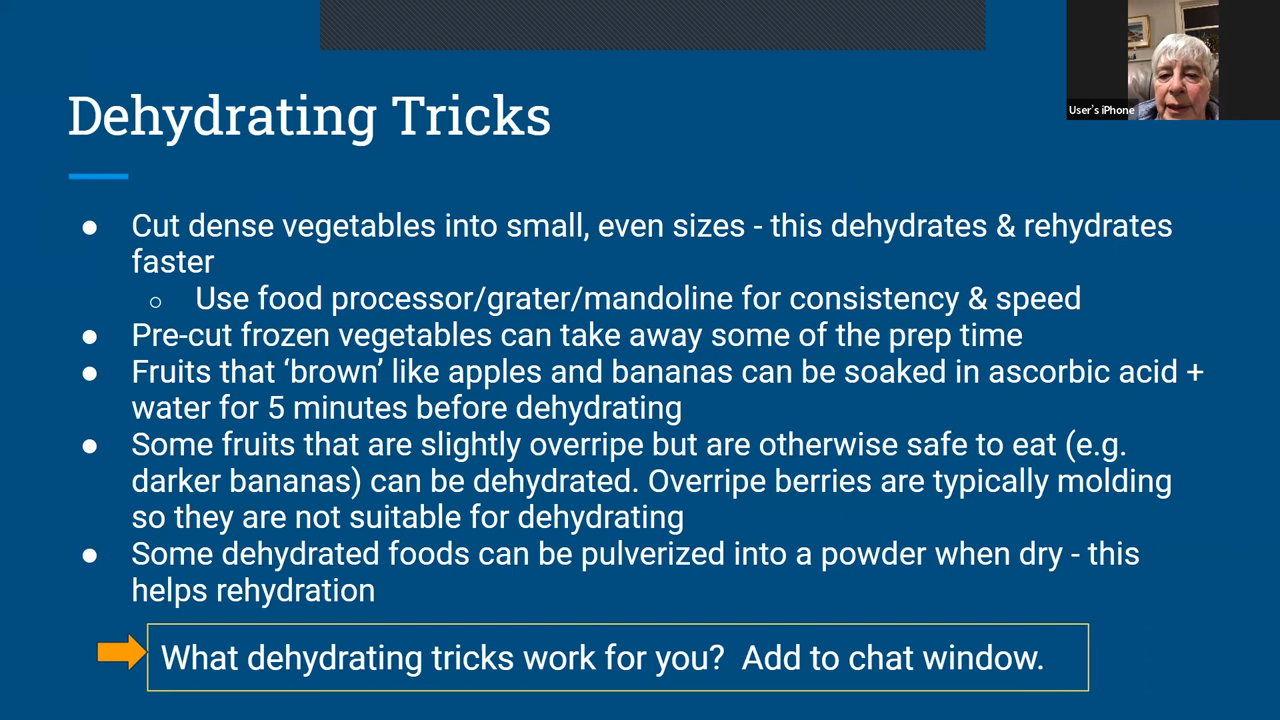 User's iPhone
Dehydrating Tricks
● Cut dense vegetables into small, even sizes - this dehydrates & rehydrates
faster
○ Use food processor/grater/mandoline for consistency & speed
● Pre-cut frozen vegetables can take away some of the prep time
● Fruits that ‘brown’ like apples and bananas can be soaked in ascorbic acid +
water for 5 minutes before dehydrating
● Some fruits that are slightly overripe but are otherwise safe to eat (e.g.
darker bananas) can be dehydrated. Overripe berries are typically molding
so they are not suitable for dehydrating
● Some dehydrated foods can be pulverized into a powder when dry - this
helps rehydration
What dehydrating tricks work for you?  Add to chat window.